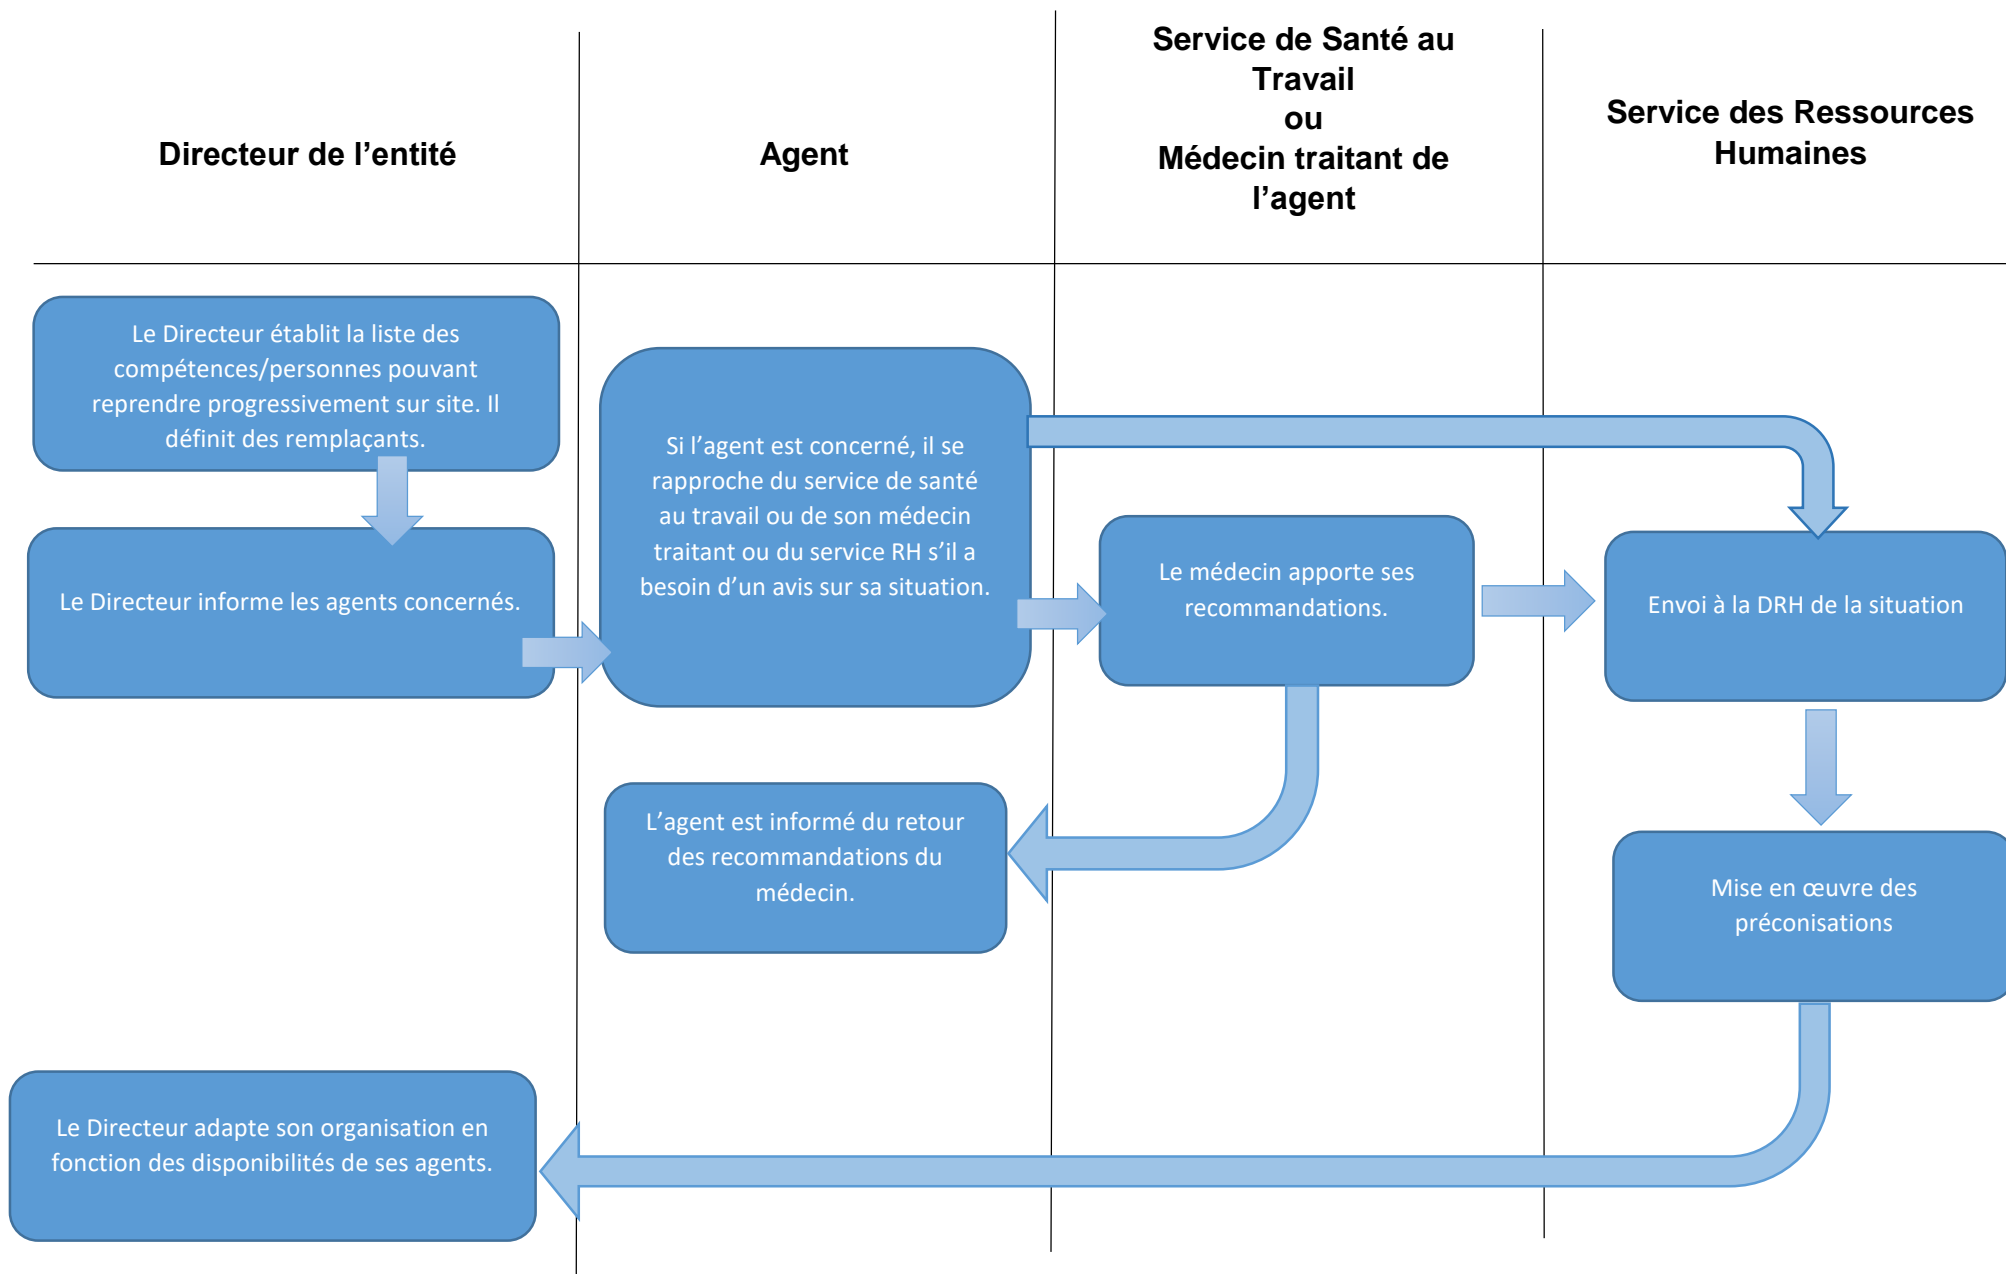 Directeur de l’entité
Agent
Service de Santé au
Travail
ou
Médecin traitant de
l’agent
Service des Ressources
Humaines
Le Directeur établit la liste des
compétences/personnes pouvant
reprendre progressivement sur site. Il
définit des remplaçants.
Le Directeur informe les agents concernés.
Si l’agent est concerné, il se
rapproche du service de santé
au travail ou de son médecin
traitant ou du service RH s’il a
besoin d’un avis sur sa situation.
Le médecin apporte ses
recommandations.
Envoi à la DRH de la situation
L’agent est informé du retour
des recommandations du
médecin.
Mise en œuvre des
préconisations
Le Directeur adapte son organisation en
fonction des disponibilités de ses agents.